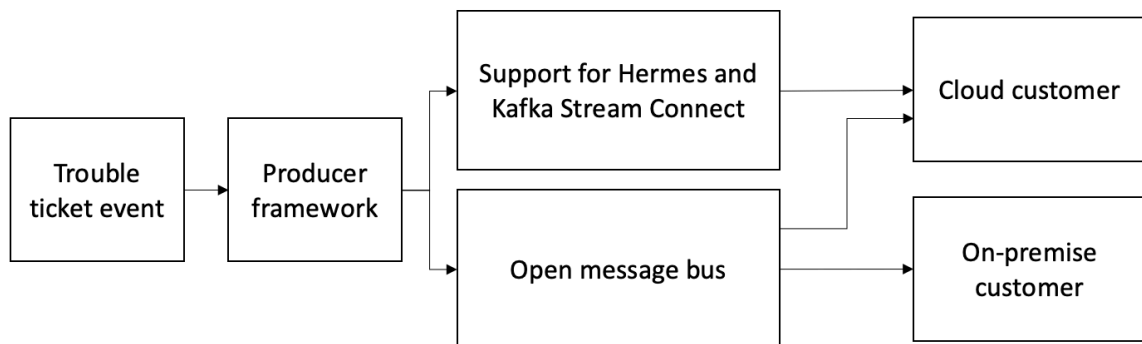 Trouble
ticket event
Producer
framework
Support for Hermes and
Kafka Stream Connect
Open message bus
Cloud customer
On-premise
customer